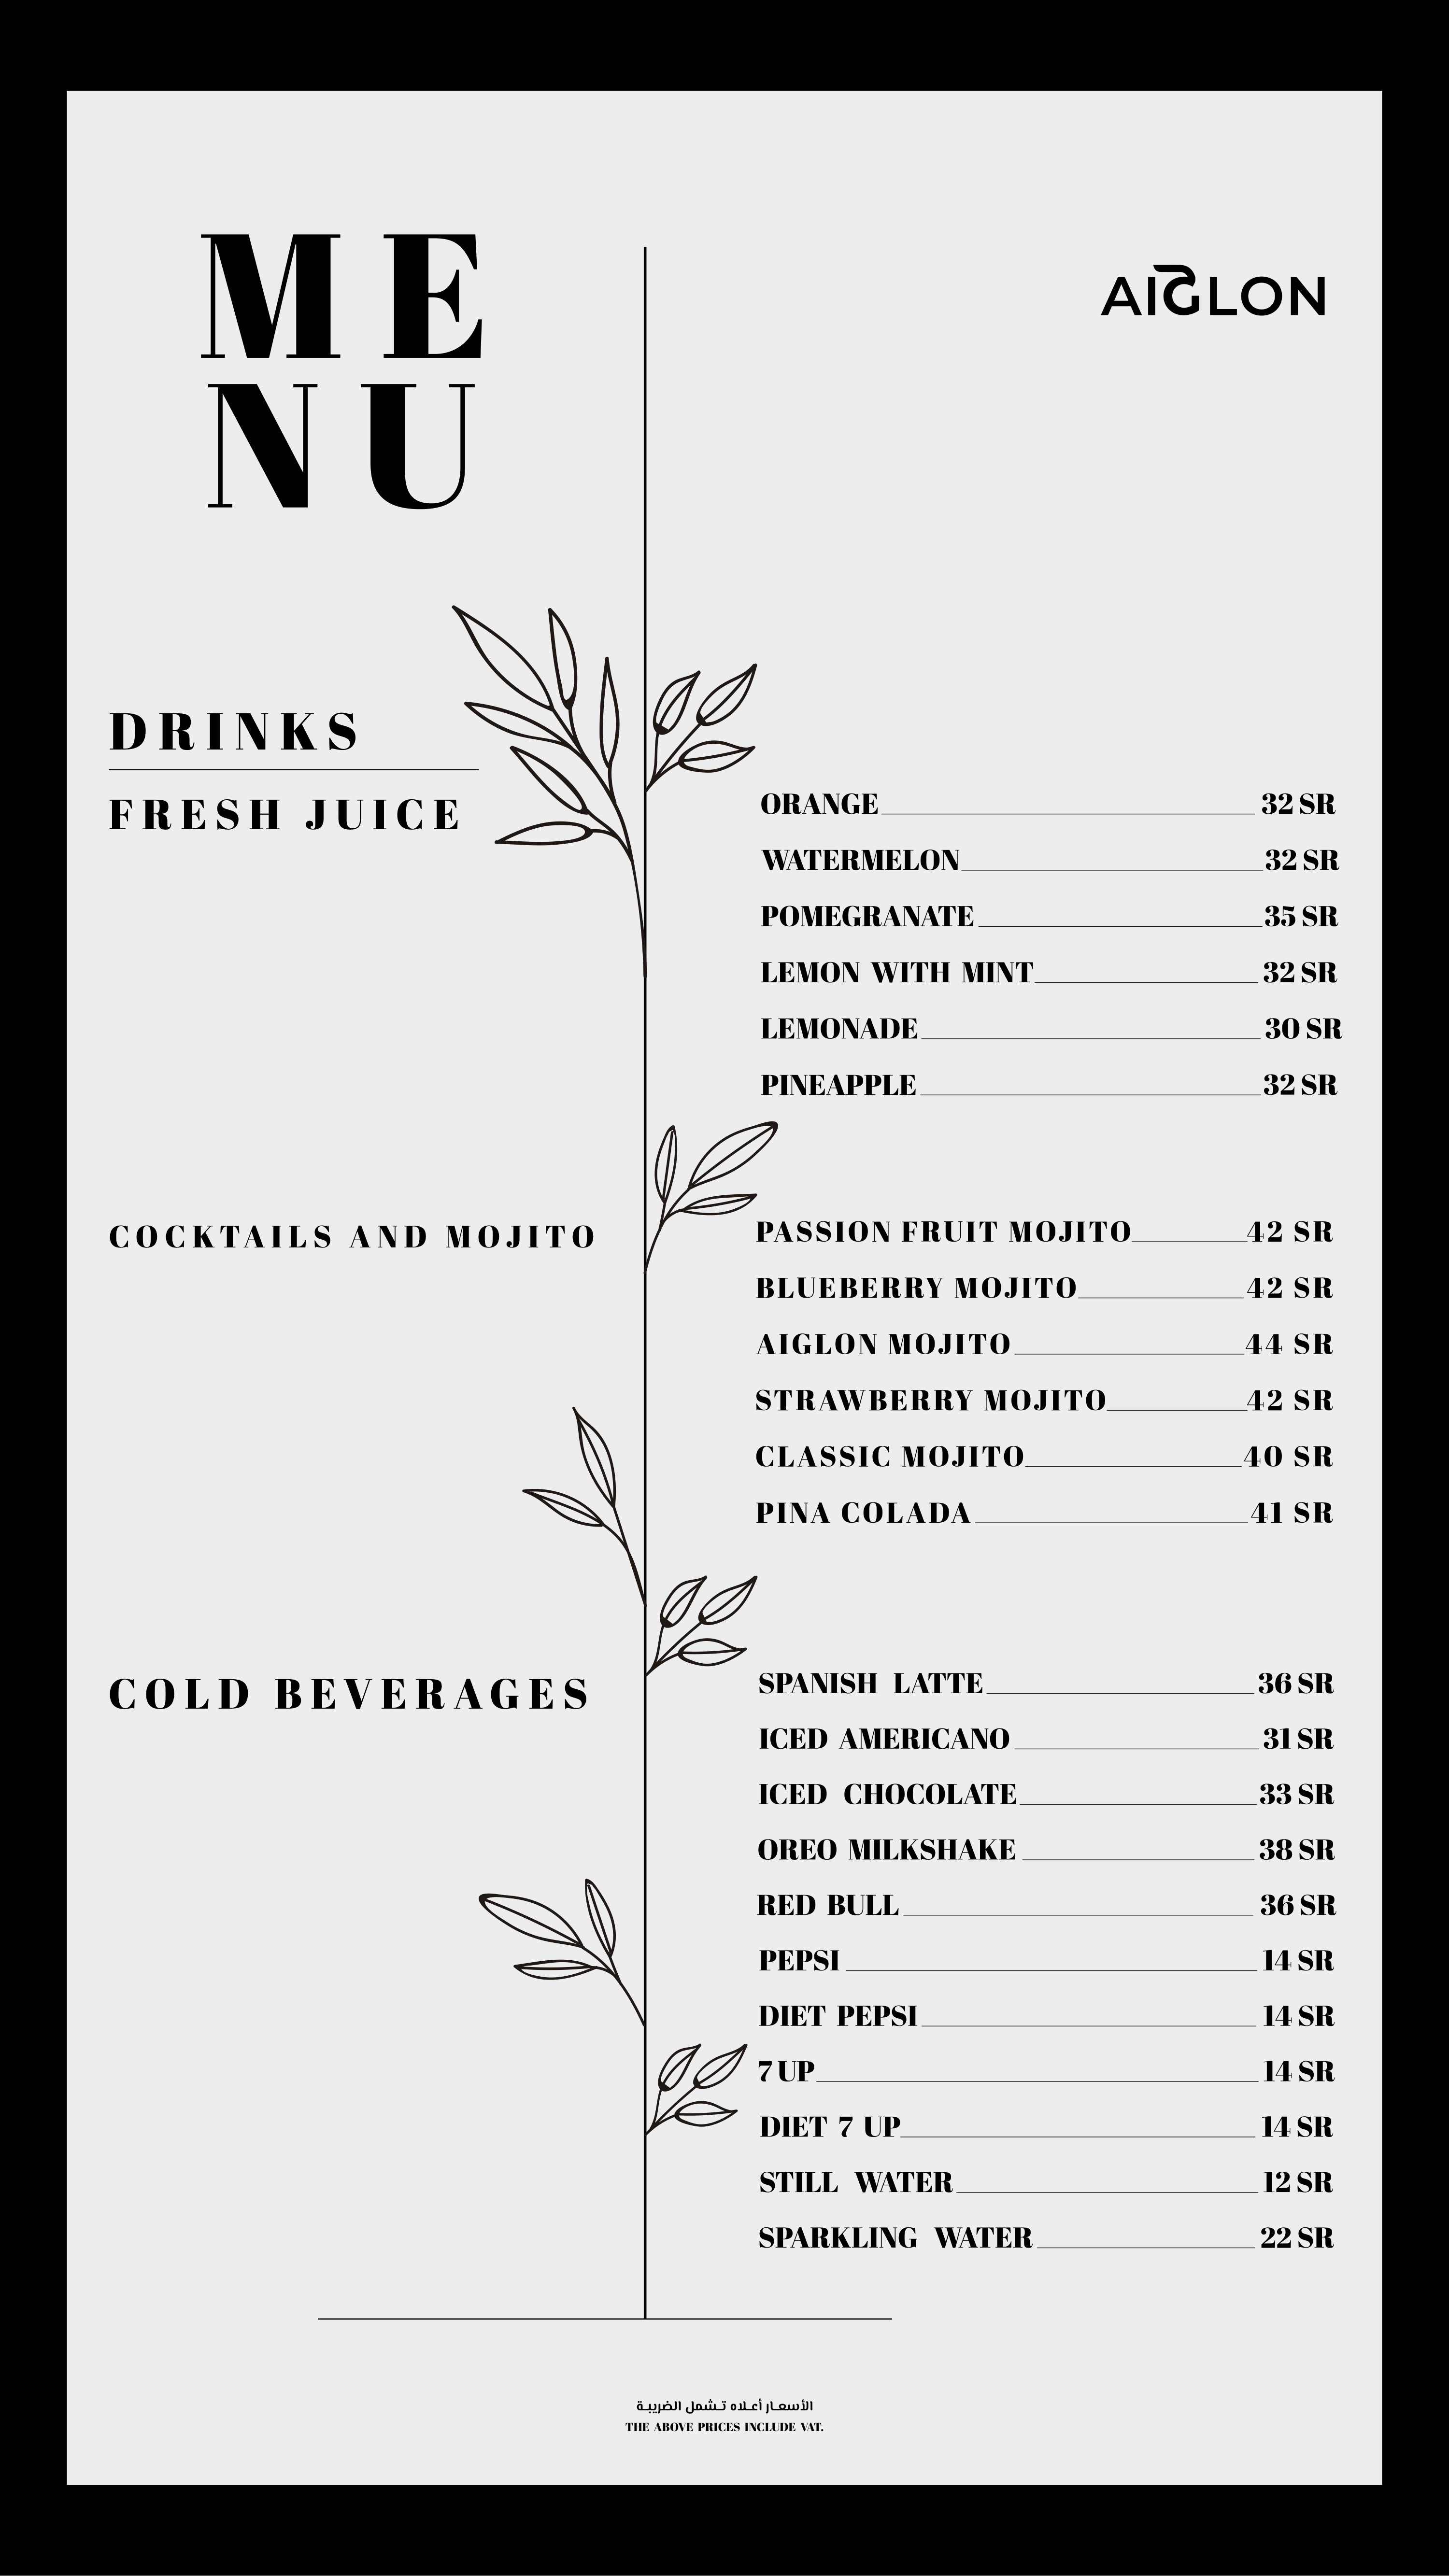 ME
NU
AIGLON
DRINKS
FRESH JUICE
ORANGE 32 SR
WATERMELON 32 SR
POMEGRANATE 35 SR
LEMON WITH MINT 32 SR
LEMONADE 30 SR
PINEAPPLE 32 SR
COCKTAILS AND MOJITO
PASSION FRUIT MOJITO 42 SR
BLUEBERRY MOJITO 42 SR
AIGLON MOJITO 44 SR
STRAWBERRY MOJITO 42 SR
CLASSIC MOJITO 40 SR
PINA COLADA 41 SR
COLD BEVERAGES
SPANISH LATTE 36 SR
ICED AMERICANO 31 SR
ICED CHOCOLATE 33 SR
OREO MILKSHAKE 38 SR
RED BULL 36 SR
PEPSI 14 SR
DIET PEPSI 14 SR
7 UP 14 SR
DIET 7 UP 14 SR
STILL WATER 12 SR
SPARKLING WATER 22 SR
الأسعـار أعـلاه تـشمل الضريبـة
THE ABOVE PRICES INCLUDE VAT.